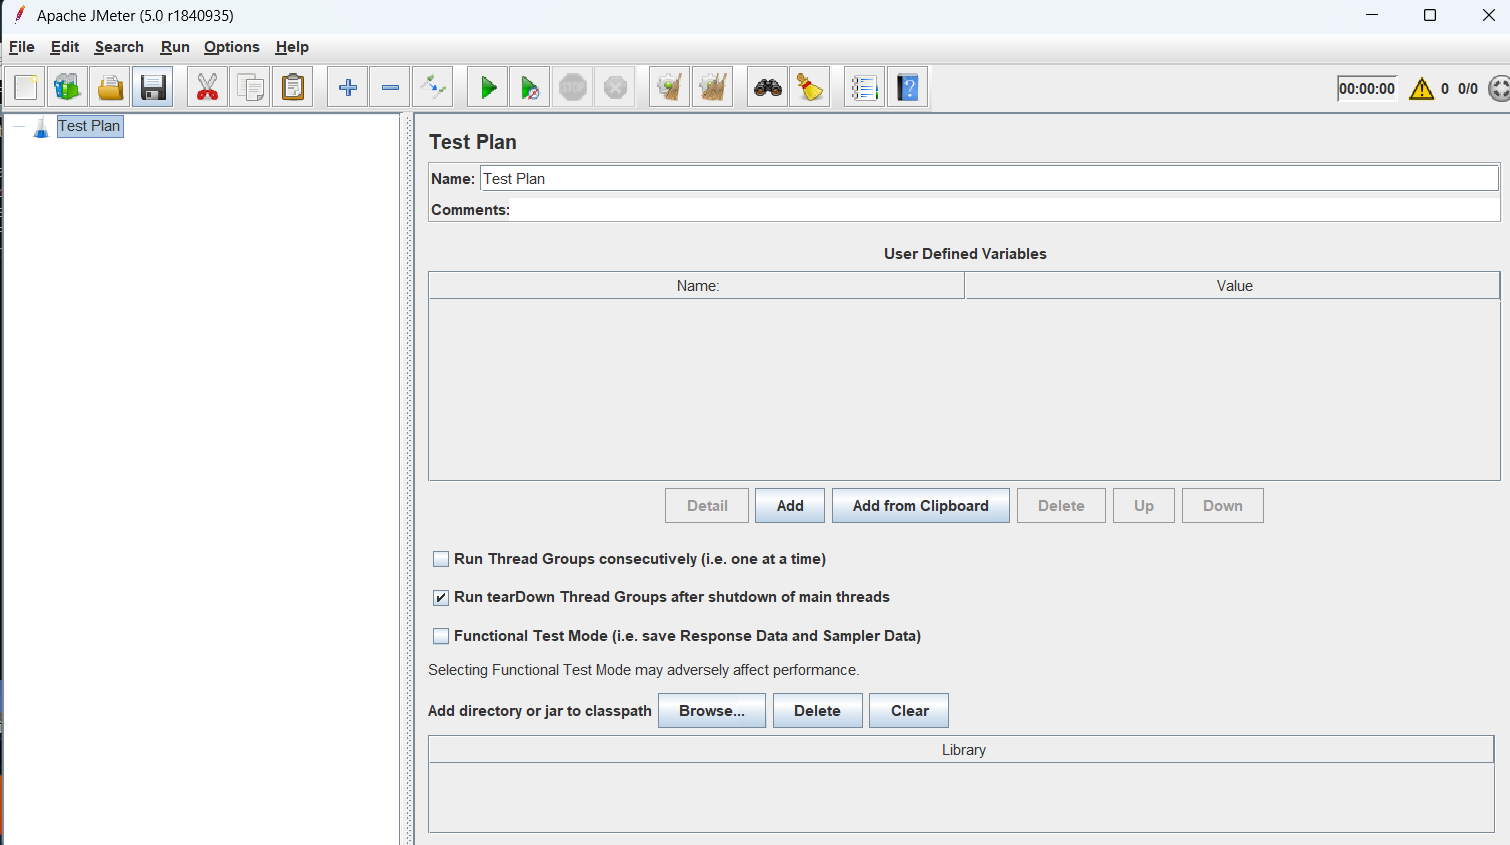 Apache JMeter (5.0 r1840935)
File Edit Search Run Options Help
STOP
?
00:00:00 0 0/0
Test Plan
Test Plan
Name: Test Plan
Comments:
User Defined Variables
Name: Value
Detail Add Add from Clipboard Delete Up Down
Run Thread Groups consecutively (i.e. one at a time)
Run tearDown Thread Groups after shutdown of main threads
Functional Test Mode (i.e. save Response Data and Sampler Data)
Selecting Functional Test Mode may adversely affect performance.
Add directory or jar to classpath Browse... Delete Clear
Library